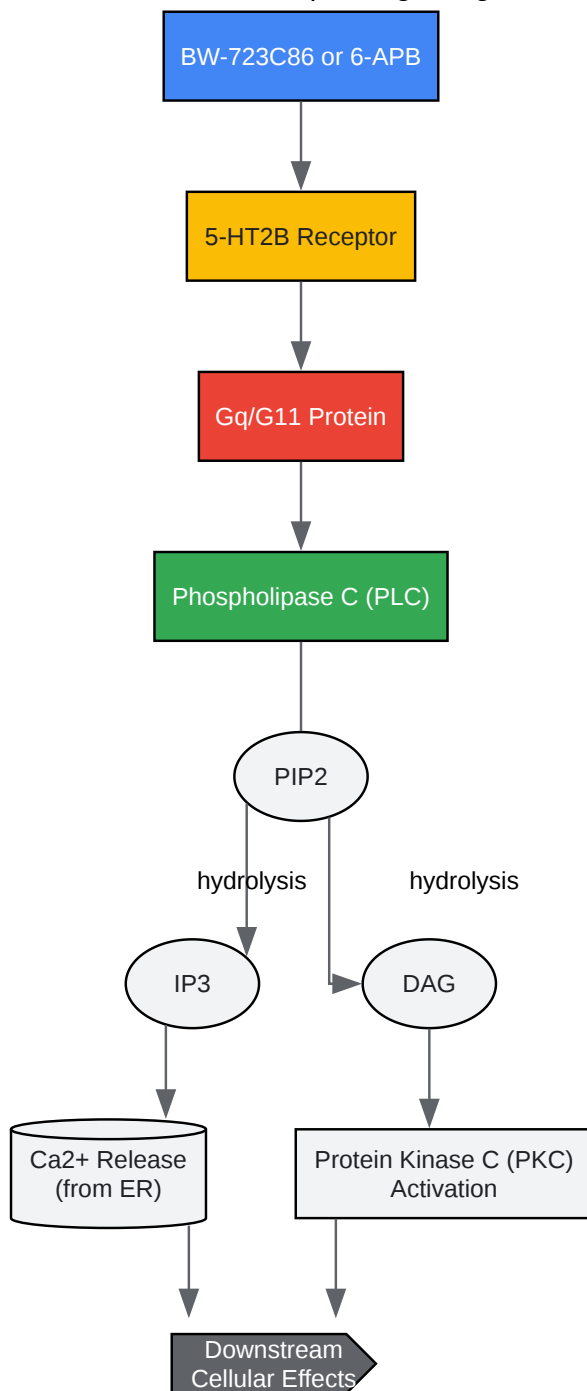 BW-723C86 or 6-APB
5-HT2B Receptor
Gq/G11 Protein
Phospholipase C (PLC)
PIP2
hydrolysis
hydrolysis
IP3
DAG
Ca2+ Release
(from ER)
Protein Kinase C (PKC)
Activation
Downstream
Cellular Effects